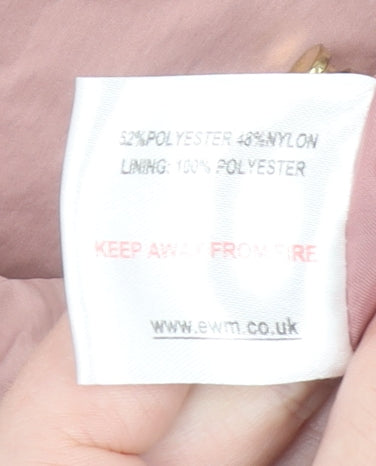 52%POLYESTER 48%NYLON
LINING: 100% POLYESTER
KEEP AWAY FROM FIRE
www.ewm.co.uk